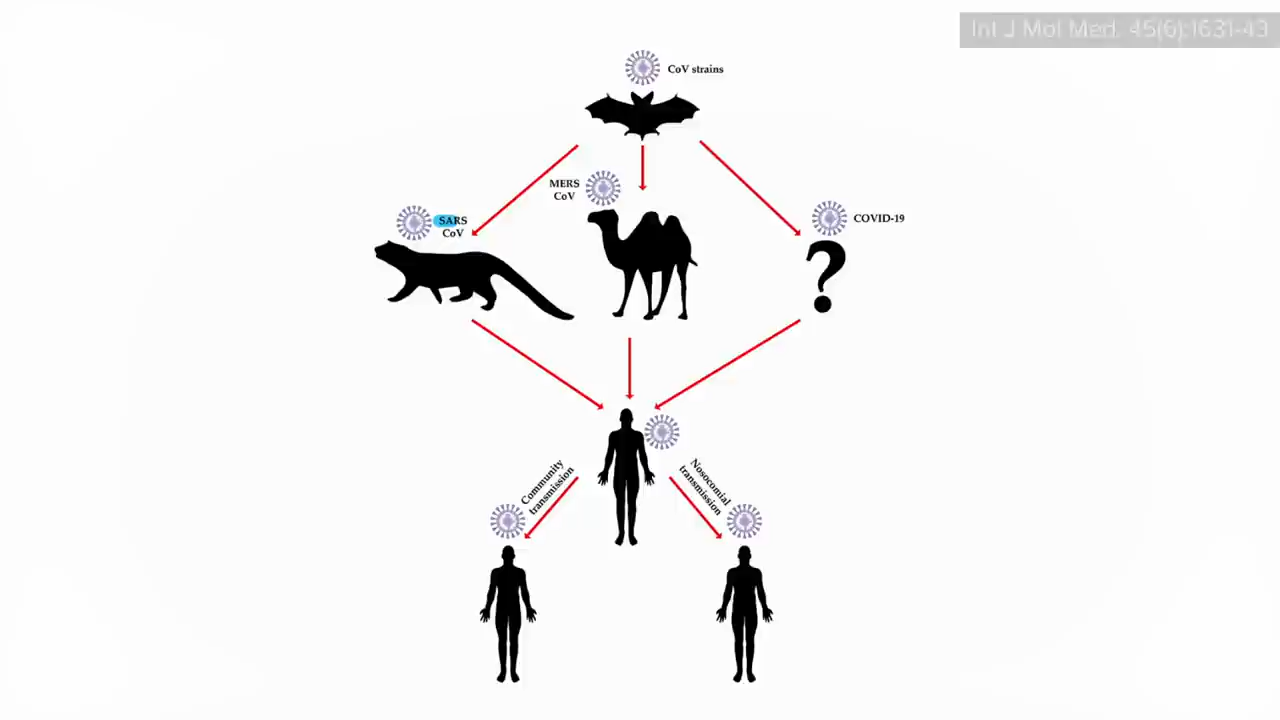 Int J Mol Med. 45(6):1631-43
CoV strains
MERS
CoV
SARS
CoV
COVID-19
?
Community
transmission
Nosocomial
transmission